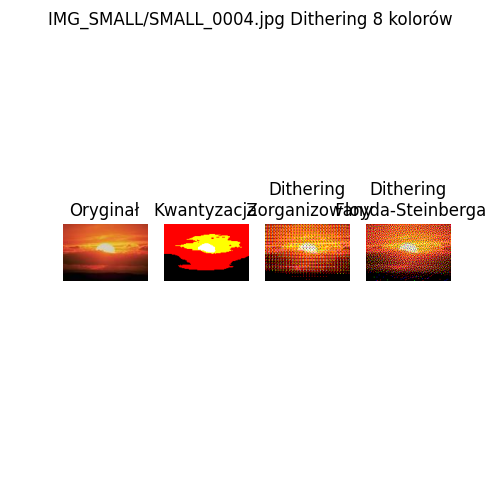 IMG_SMALL/SMALL_0004.jpg Dithering 8 kolorów
Oryginał
Kwantyzacja
Dithering
Zorganizowany
Dithering
Floyda-Steinberga